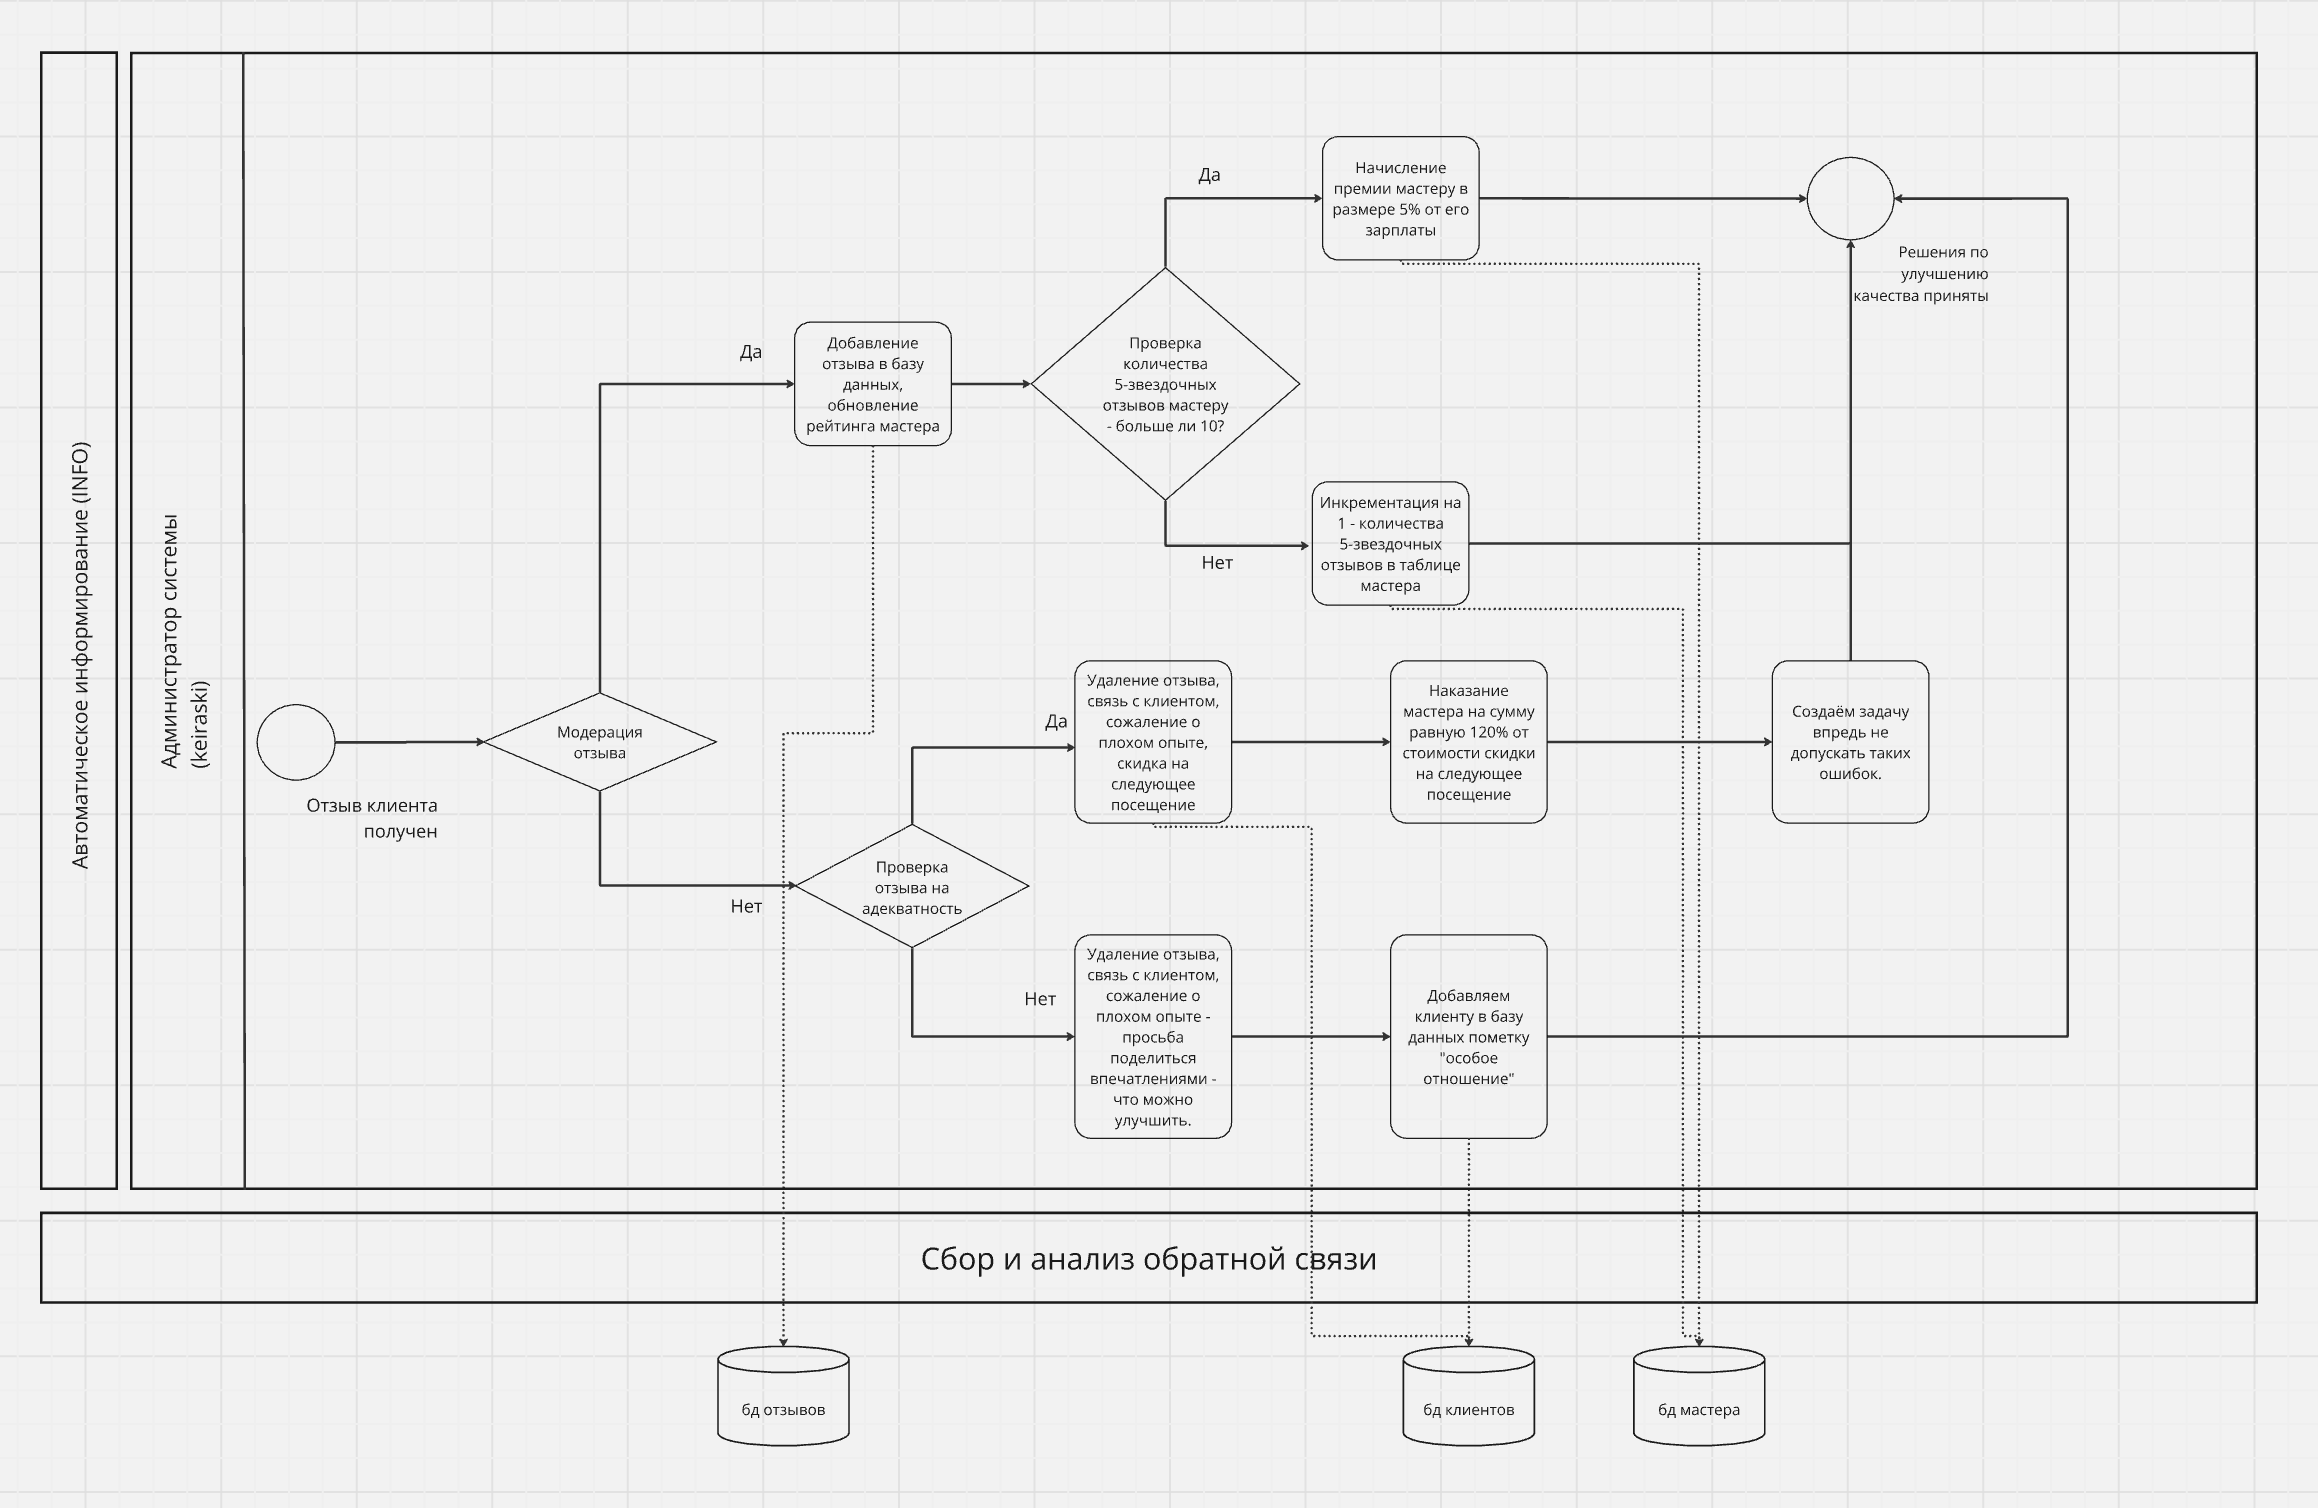 Автоматическое информирование (INFO)
Администратор системы
(keiraski)
Отзыв клиента
получен
Модерация
отзыва
Да
Нет
Добавление
отзыва в базу
данных,
обновление
рейтинга мастера
Проверка
количества
5-звездочных
отзывов мастеру
- больше ли 10?
Да
Начисление
премии мастеру в
размере 5% от его
зарплаты
Нет
Инкрементация на
1 - количества
5-звездочных
отзывов в таблице
мастера
Решения по
улучшению
качества приняты
Проверка
отзыва на
адекватность
Да
Удаление отзыва,
связь с клиентом,
сожаление о
плохом опыте,
скидка на
следующее
посещение
Наказание
мастера на сумму
равную 120% от
стоимости скидки
на следующее
посещение
Создаём задачу
впредь не
допускать таких
ошибок.
Нет
Удаление отзыва,
связь с клиентом,
сожаление о
плохом опыте -
просьба
поделиться
впечатлениями -
что можно
улучшить.
Добавляем
клиенту в базу
данных пометку
"особое
отношение"
Сбор и анализ обратной связи
бд отзывов
бд клиентов
бд мастера